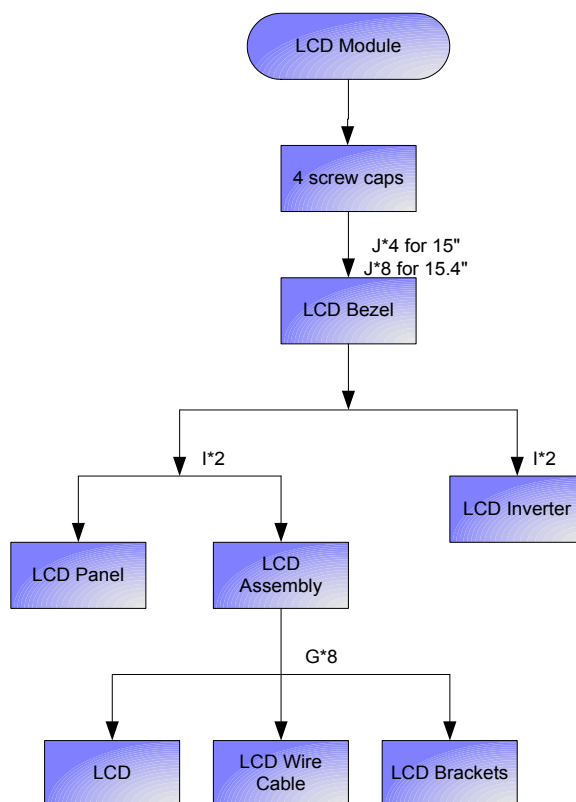 LCD Module
4 screw caps
J*4 for 15"
J*8 for 15.4"
LCD Bezel
I*2
I*2
LCD Inverter
LCD Panel
LCD
Assembly
G*8
LCD
LCD Wire
Cable
LCD Brackets